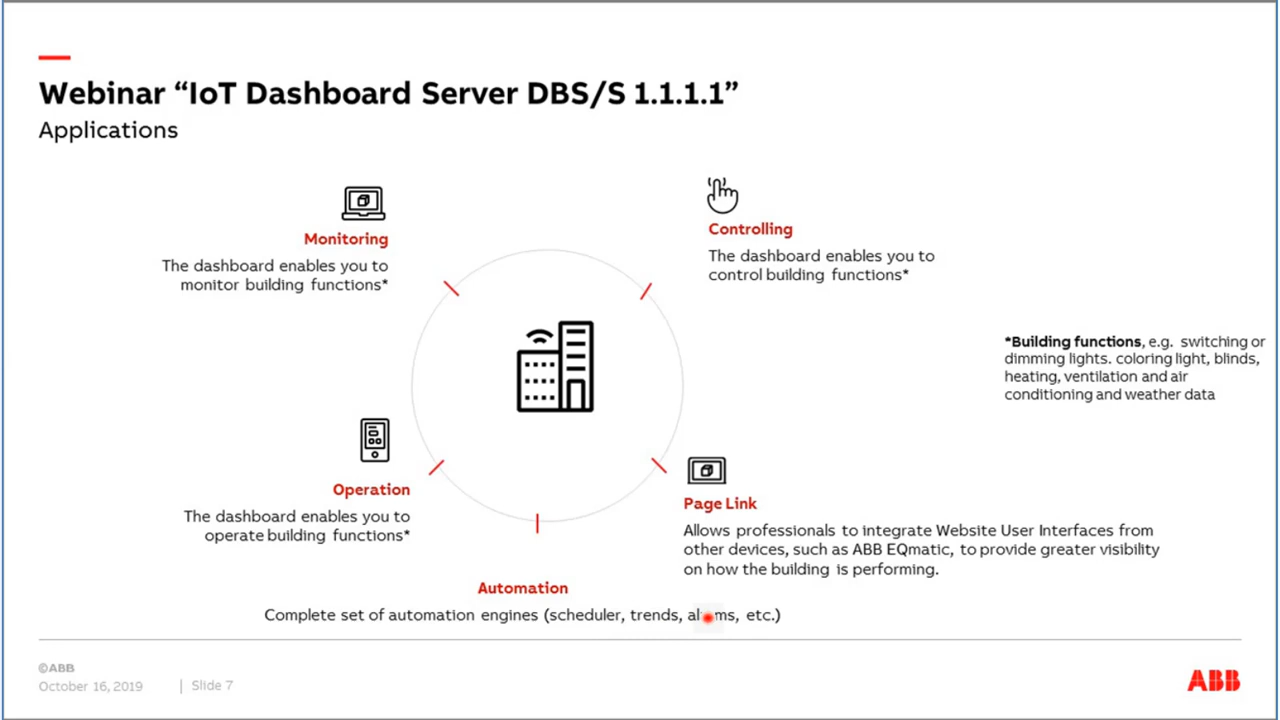 Webinar “IoT Dashboard Server DBS/S 1.1.1.1”
Applications
Monitoring
The dashboard enables you to
monitor building functions*
Controlling
The dashboard enables you to
control building functions*
*Building functions, e.g. switching or
dimming lights. coloring light, blinds,
heating, ventilation and air
conditioning and weather data
Operation
The dashboard enables you to
operate building functions*
Page Link
Allows professionals to integrate Website User Interfaces from
other devices, such as ABB EQmatic, to provide greater visibility
on how the building is performing.
Automation
Complete set of automation engines (scheduler, trends, etc.)
©ABB
October 16, 2019 | Slide 7
ABB